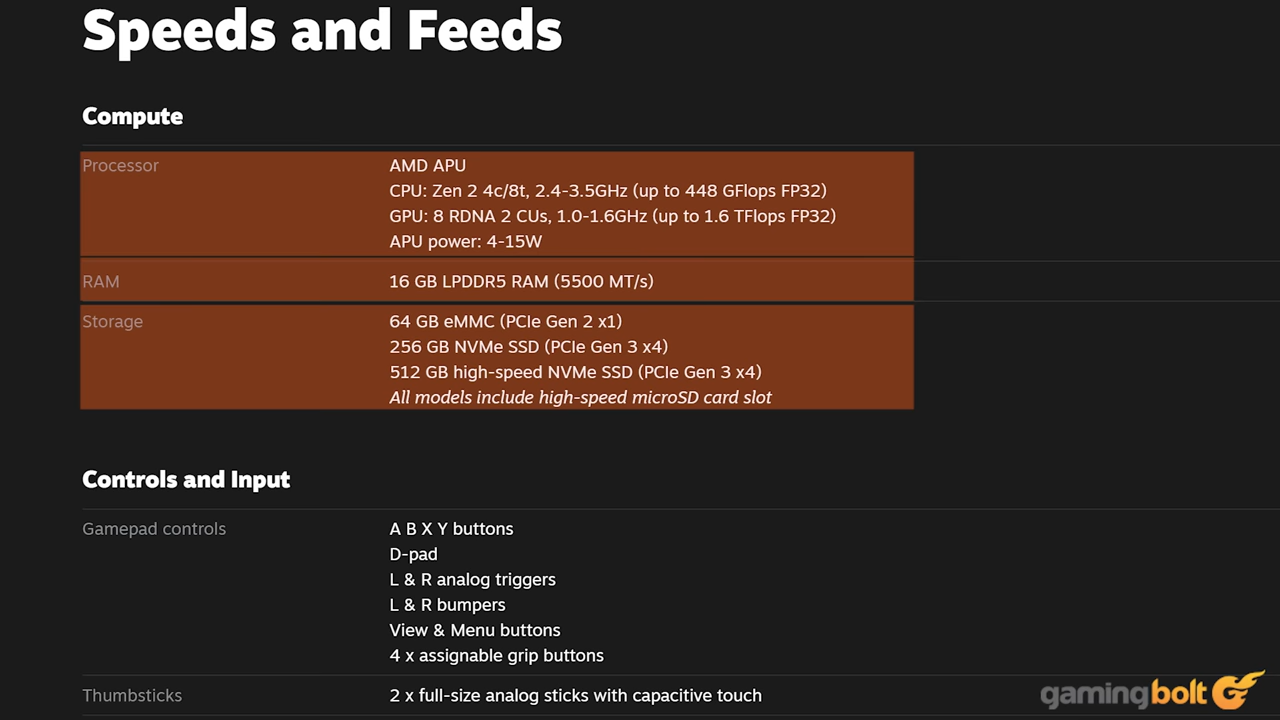 Speeds and Feeds
Compute
Processor
AMD APU
CPU: Zen 2 4c/8t, 2.4-3.5GHz (up to 448 GFlops FP32)
GPU: 8 RDNA 2 CUs, 1.0-1.6GHz (up to 1.6 TFlops FP32)
APU power: 4-15W
RAM
16 GB LPDDR5 RAM (5500 MT/s)
Storage
64 GB eMMC (PCIe Gen 2 x1)
256 GB NVMe SSD (PCIe Gen 3 x4)
512 GB high-speed NVMe SSD (PCIe Gen 3 x4)
All models include high-speed microSD card slot
Controls and Input
Gamepad controls
A B X Y buttons
D-pad
L & R analog triggers
L & R bumpers
View & Menu buttons
4 x assignable grip buttons
Thumbsticks
2 x full-size analog sticks with capacitive touch
gamingbolt